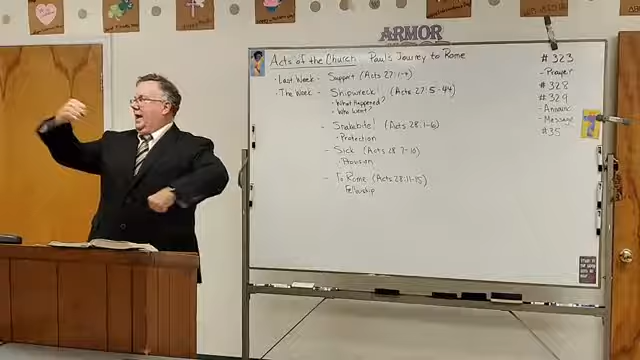 ARMOR
Acts of the Church Paul's Journey to Rome
· Last Week - Support (Acts 27:1-4)
· This Week - Shipwreck! (Acts 27:5-44)
· What Happened?
· Who Went?
- Snakebite! (Acts 28:1-6)
· Protection
- Sick (Acts 28:7-10)
· Provision
- To Rome (Acts 28:11-15)
Fellowship
#323
- Prayer
#328
#329
- Announc
- Message
#35